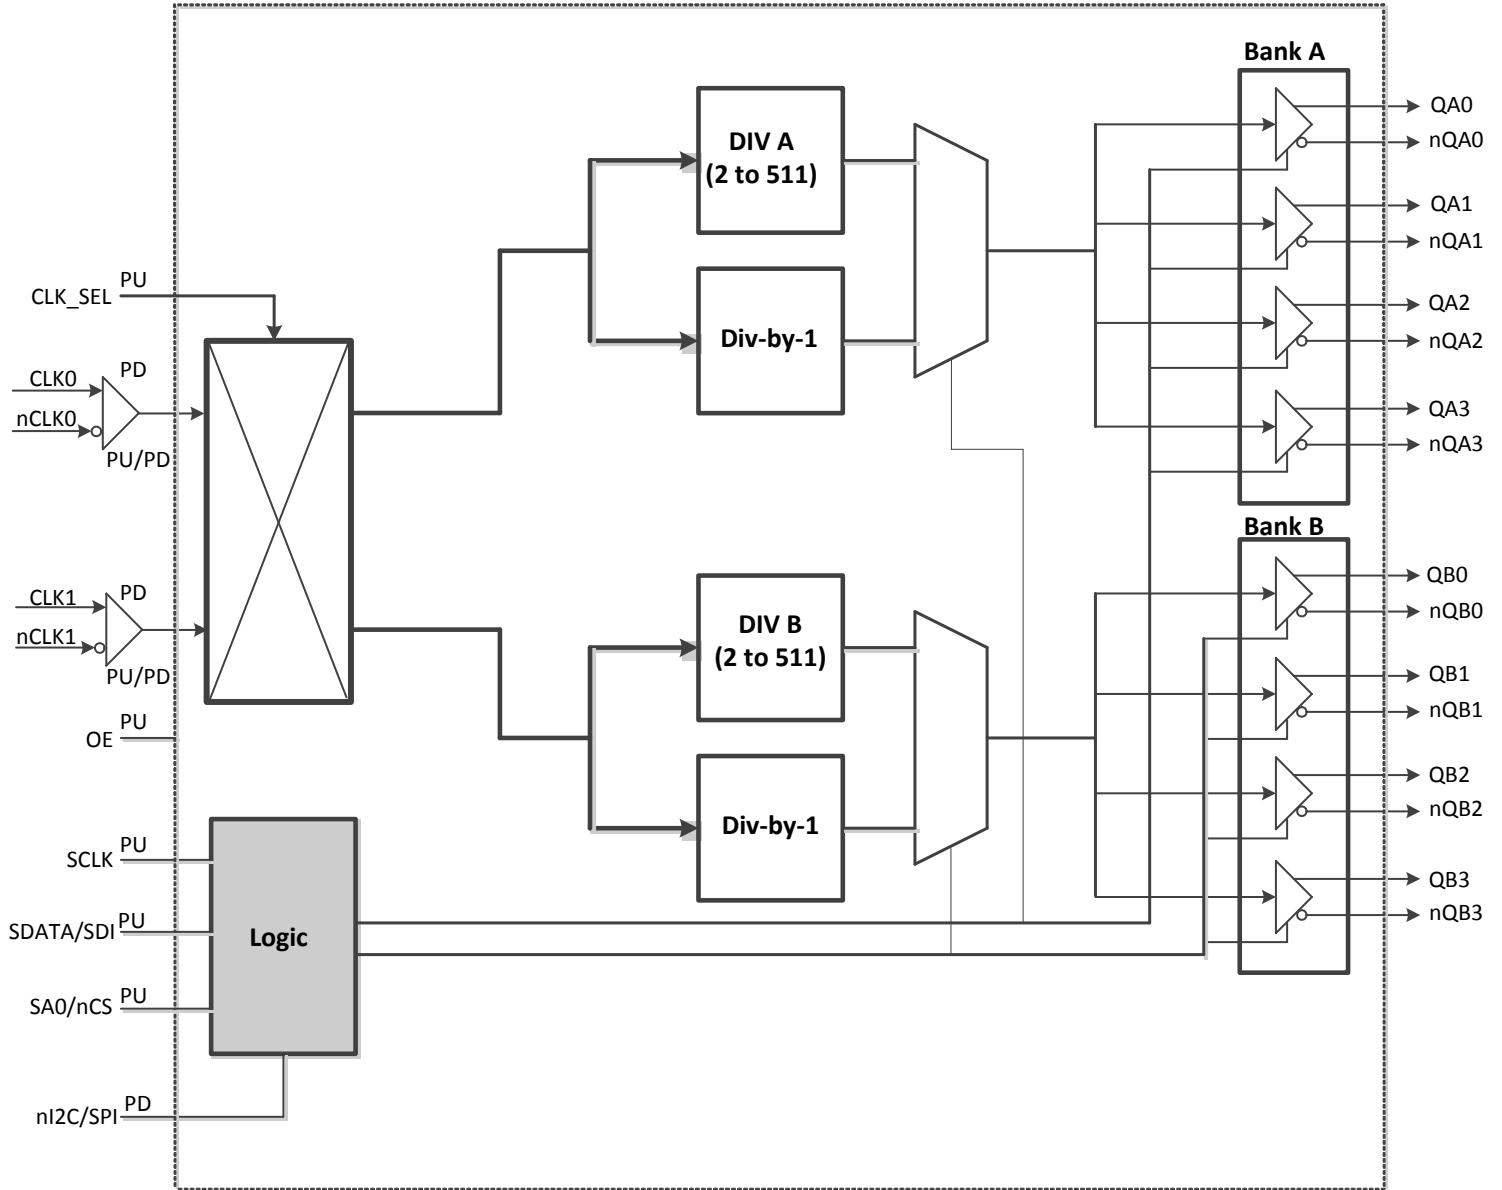 Bank A
QA0
nQA0
QA1
nQA1
QA2
nQA2
QA3
nQA3
DIV A
(2 to 511)
Div-by-1
CLK_SEL
PU
CLK0
PD
nCLK0
PU/PD
CLK1
PD
nCLK1
PU/PD
OE
PU
DIV B
(2 to 511)
Div-by-1
Bank B
QB0
nQB0
QB1
nQB1
QB2
nQB2
QB3
nQB3
SCLK
PU
SDATA/SDI
PU
SA0/nCS
PU
nI2C/SPI
PD
Logic